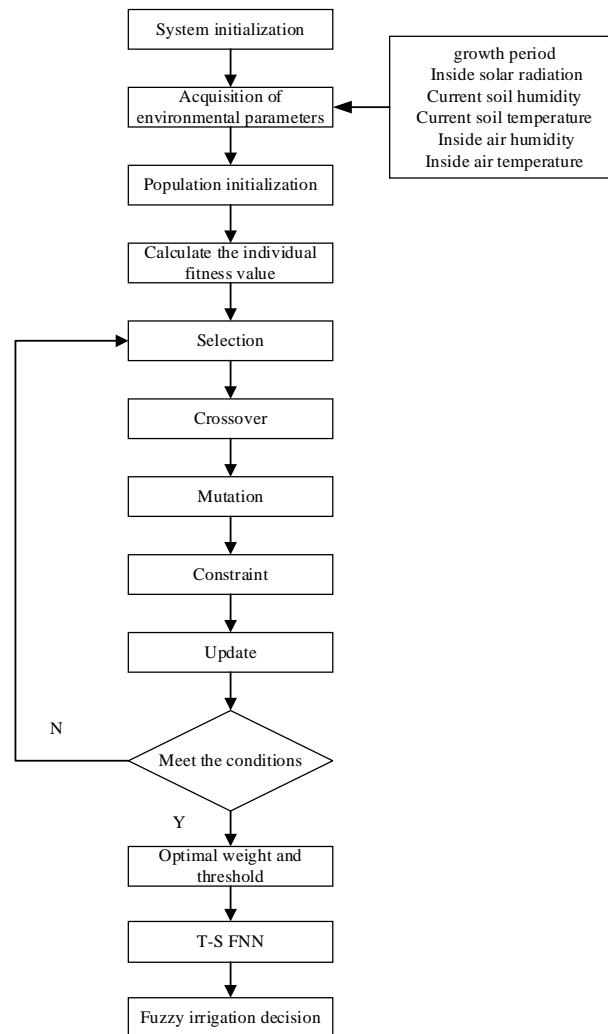 System initialization
growth period
Inside solar radiation
Current soil humidity
Current soil temperature
Inside air humidity
Inside air temperature
Acquisition of
environmental parameters
Population initialization
Calculate the individual
fitness value
Selection
Crossover
Mutation
Constraint
Update
N
Meet the conditions
Y
Optimal weight and
threshold
T-S FNN
Fuzzy irrigation decision